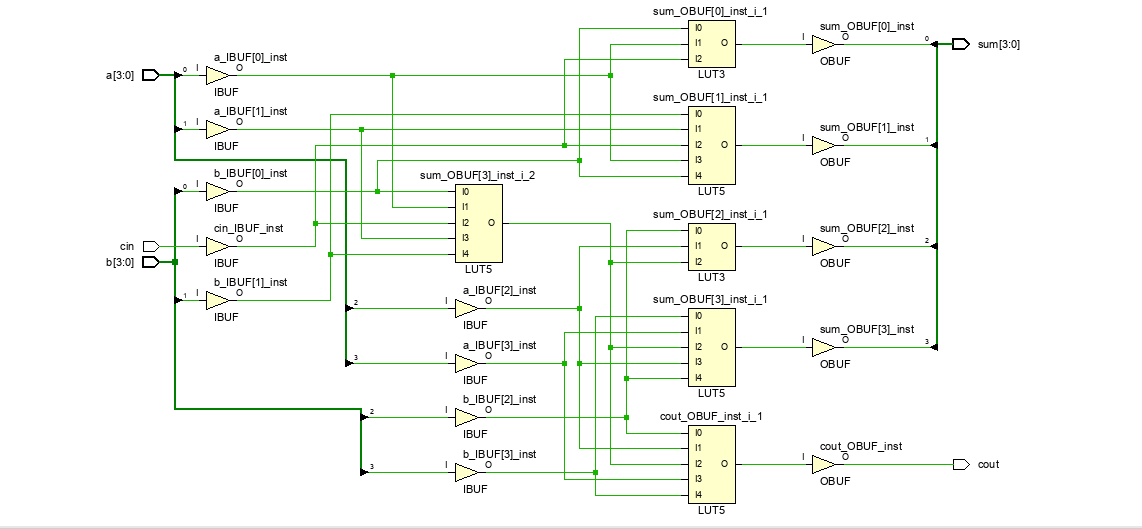 sum_OBUF[0]_inst_i_1
I0
I1 O
I2
LUT3
sum_OBUF[0]_inst
I O
OBUF
0
sum[3:0]
a[3:0]
0
a_IBUF[0]_inst
I O
IBUF
1
a_IBUF[1]_inst
I O
IBUF
sum_OBUF[1]_inst_i_1
I0
I1
I2 O
I3
I4
LUT5
sum_OBUF[1]_inst
I O
OBUF
1
0
b_IBUF[0]_inst
I O
IBUF
cin
cin_IBUF_inst
I O
IBUF
b[3:0]
1
b_IBUF[1]_inst
I O
IBUF
sum_OBUF[3]_inst_i_2
I0
I1
I2 O
I3
I4
LUT5
sum_OBUF[2]_inst_i_1
I0
I1 O
I2
LUT3
sum_OBUF[2]_inst
I O
OBUF
2
2
a_IBUF[2]_inst
I O
IBUF
3
a_IBUF[3]_inst
I O
IBUF
sum_OBUF[3]_inst_i_1
I0
I1
I2 O
I3
I4
LUT5
sum_OBUF[3]_inst
I O
OBUF
3
2
b_IBUF[2]_inst
I O
IBUF
3
b_IBUF[3]_inst
I O
IBUF
cout_OBUF_inst_i_1
I0
I1
I2 O
I3
I4
LUT5
cout_OBUF_inst
I O
OBUF
cout